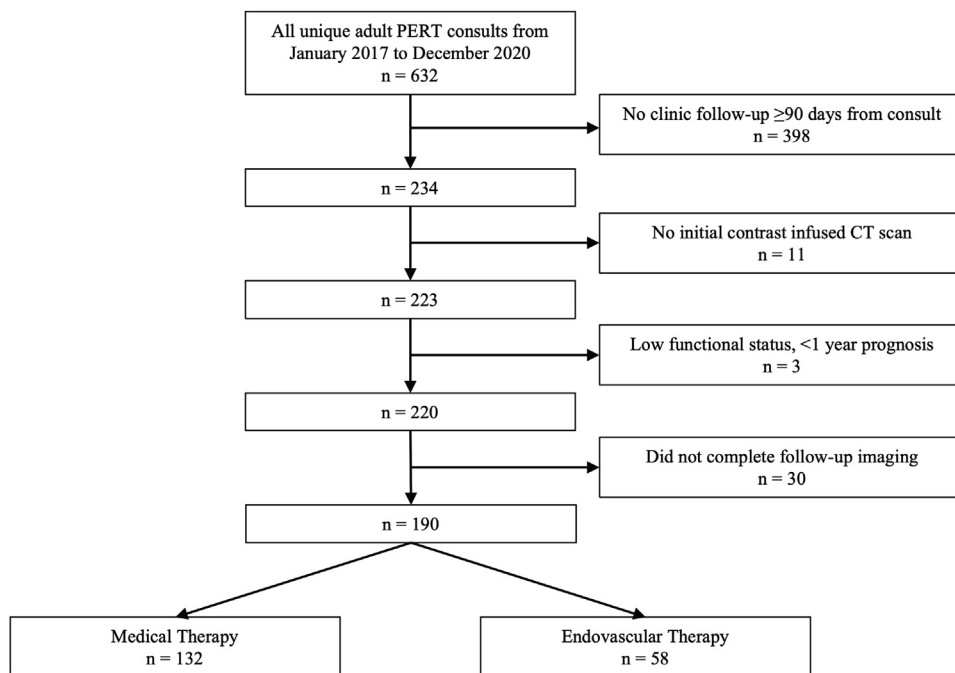 All unique adult PERT consults from
January 2017 to December 2020
n = 632
No clinic follow-up ≥90 days from consult
n = 398
n = 234
No initial contrast infused CT scan
n = 11
n = 223
Low functional status, <1 year prognosis
n = 3
n = 220
Did not complete follow-up imaging
n = 30
n = 190
Medical Therapy
n = 132
Endovascular Therapy
n = 58